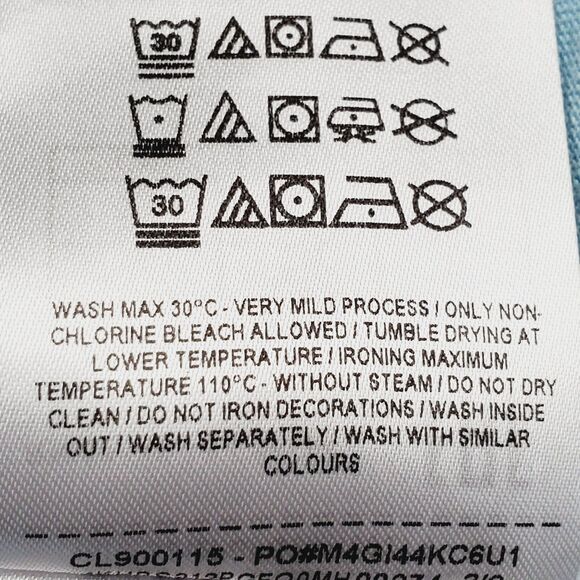 30
30
WASH MAX 30°C - VERY MILD PROCESS / ONLY NON-
CHLORINE BLEACH ALLOWED / TUMBLE DRYING AT
LOWER TEMPERATURE / IRONING MAXIMUM
TEMPERATURE 110°C - WITHOUT STEAM / DO NOT DRY
CLEAN / DO NOT IRON DECORATIONS / WASH INSIDE
OUT / WASH SEPARATELY / WASH WITH SIMILAR
COLOURS
CL900115 - PO#M4GI44KC6U1